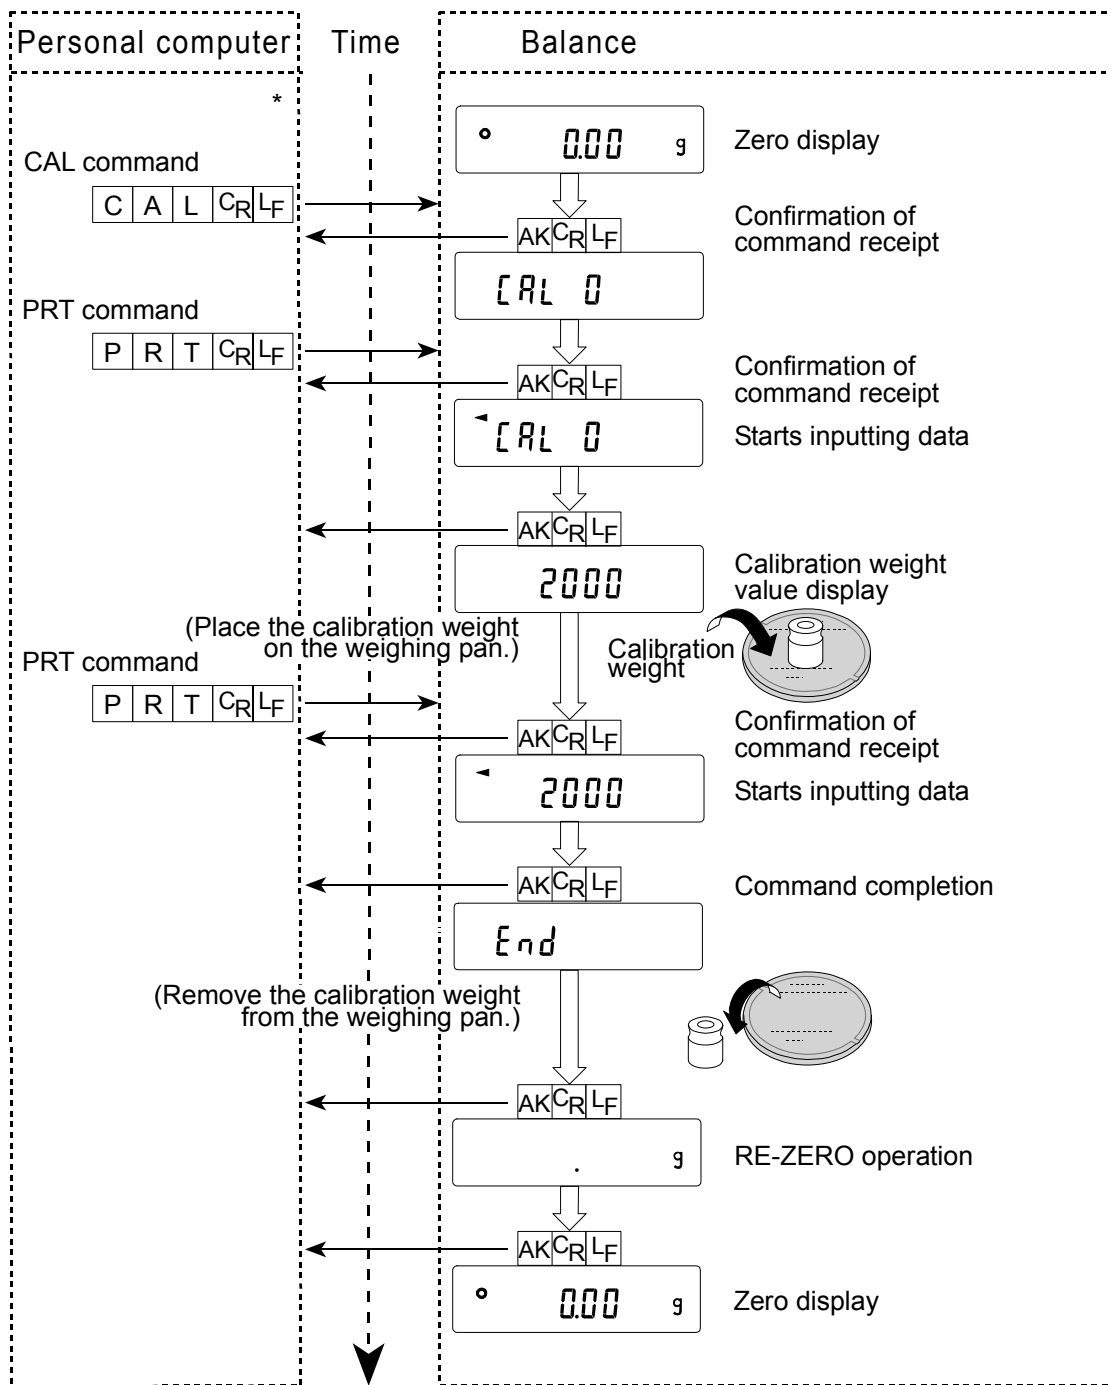 Personal computer Time Balance
*
0.00 g Zero display
CAL command
C A L CR LF
Confirmation of
command receipt
AK CR LF
CAL 0
PRT command
P R T CR LF
Confirmation of
command receipt
AK CR LF
CAL 0 Starts inputting data
AK CR LF
2000 Calibration weight
value display
(Place the calibration weight
on the weighing pan.)
Calibration
weight
PRT command
P R T CR LF
Confirmation of
command receipt
AK CR LF
2000 Starts inputting data
AK CR LF Command completion
End
(Remove the calibration weight
from the weighing pan.)
AK CR LF
. g RE-ZERO operation
AK CR LF
0.00 g Zero display